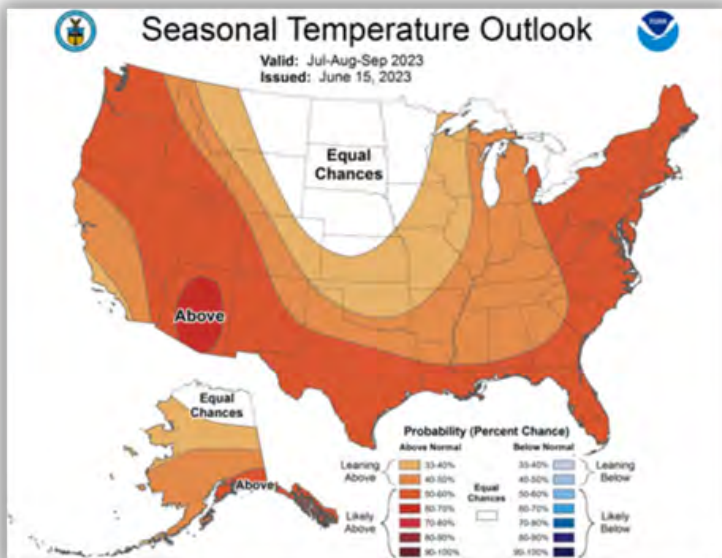 Seasonal Temperature Outlook
Valid: Jul-Aug-Sep 2023
Issued: June 15, 2023
Equal
Chances
Above
Equal
Chances
Above
Probability (Percent Chance)
Above Normal
Below Normal
Leaning
Above
33-40%
40-50%
Likely
Above
50-60%
60-70%
70-80%
80-90%
90-100%
Equal
Chances
33-40%
40-50%
Leaning
Below
50-60%
60-70%
70-80%
80-90%
90-100%
Likely
Below